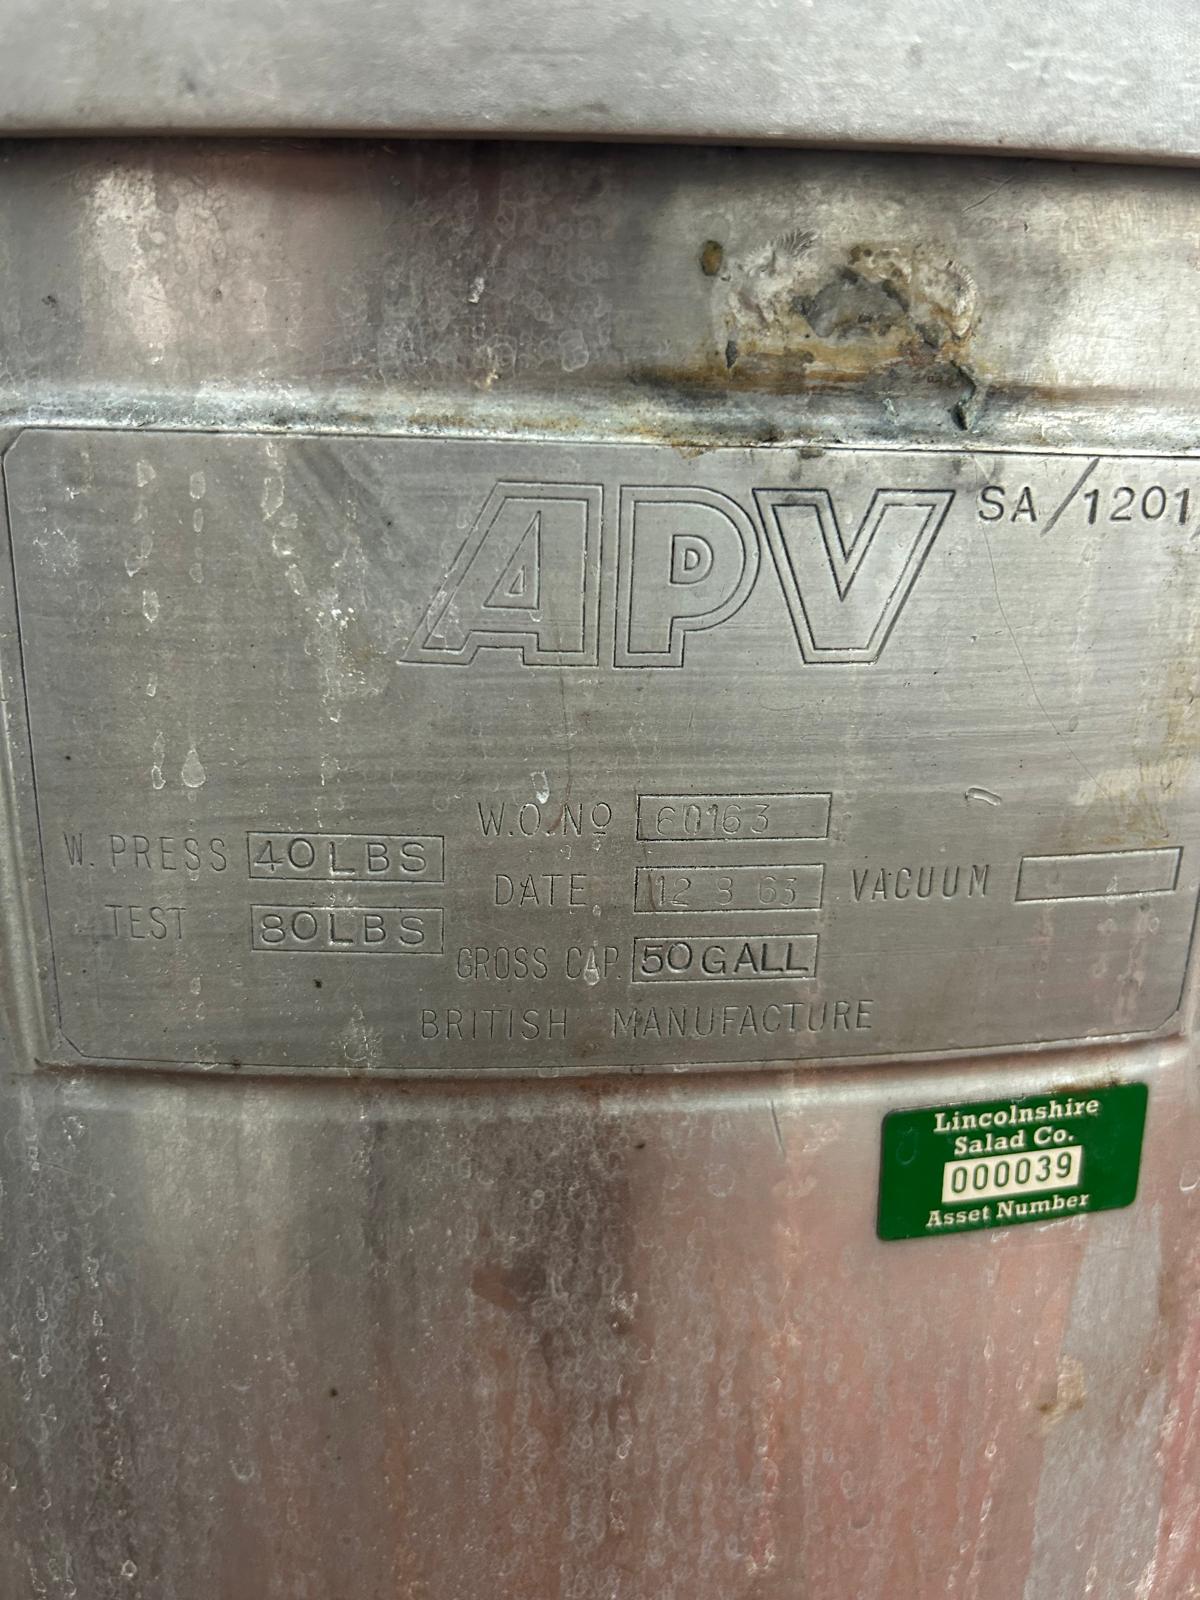 APV SA/1201
W.O.Nº 60163
W. PRESS 40LBS
DATE 12 8 63 VACUUM
TEST 80LBS
GROSS CAP. 50GALL
BRITISH MANUFACTURE
Lincolnshire
Salad Co.
000039
Asset Number